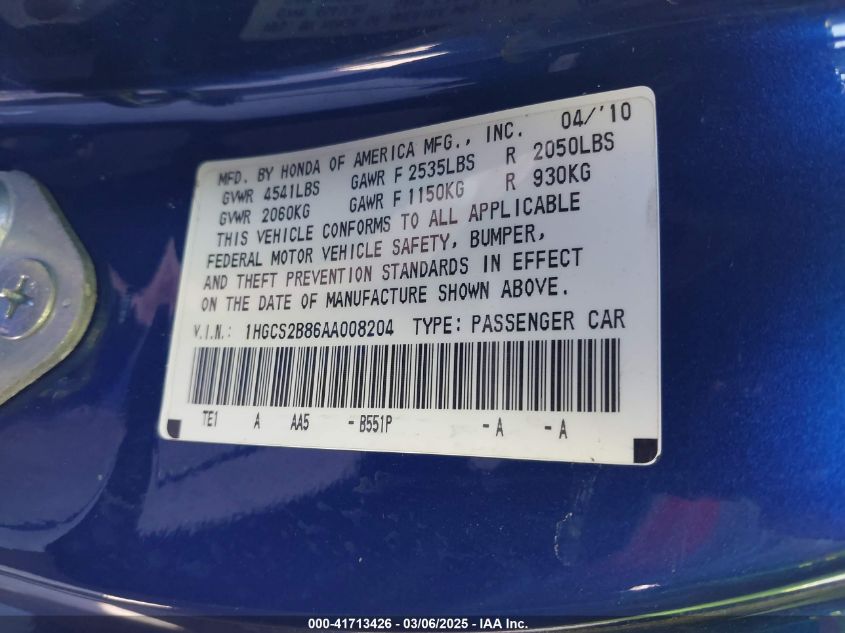 04/'10
MFD. BY HONDA OF AMERICA MFG., INC.
GVWR 4541LBS GAWR F 2535LBS R 2050LBS
GVWR 2060KG GAWR F 1150KG R 930KG
THIS VEHICLE CONFORMS TO ALL APPLICABLE
FEDERAL MOTOR VEHICLE SAFETY, BUMPER,
AND THEFT PREVENTION STANDARDS IN EFFECT
ON THE DATE OF MANUFACTURE SHOWN ABOVE.
V.I.N.: 1HGCS2B86AA008204 TYPE: PASSENGER CAR
TE1 A AA5 - B551P - A - A
000-41713426 - 03/06/2025 - IAA Inc.